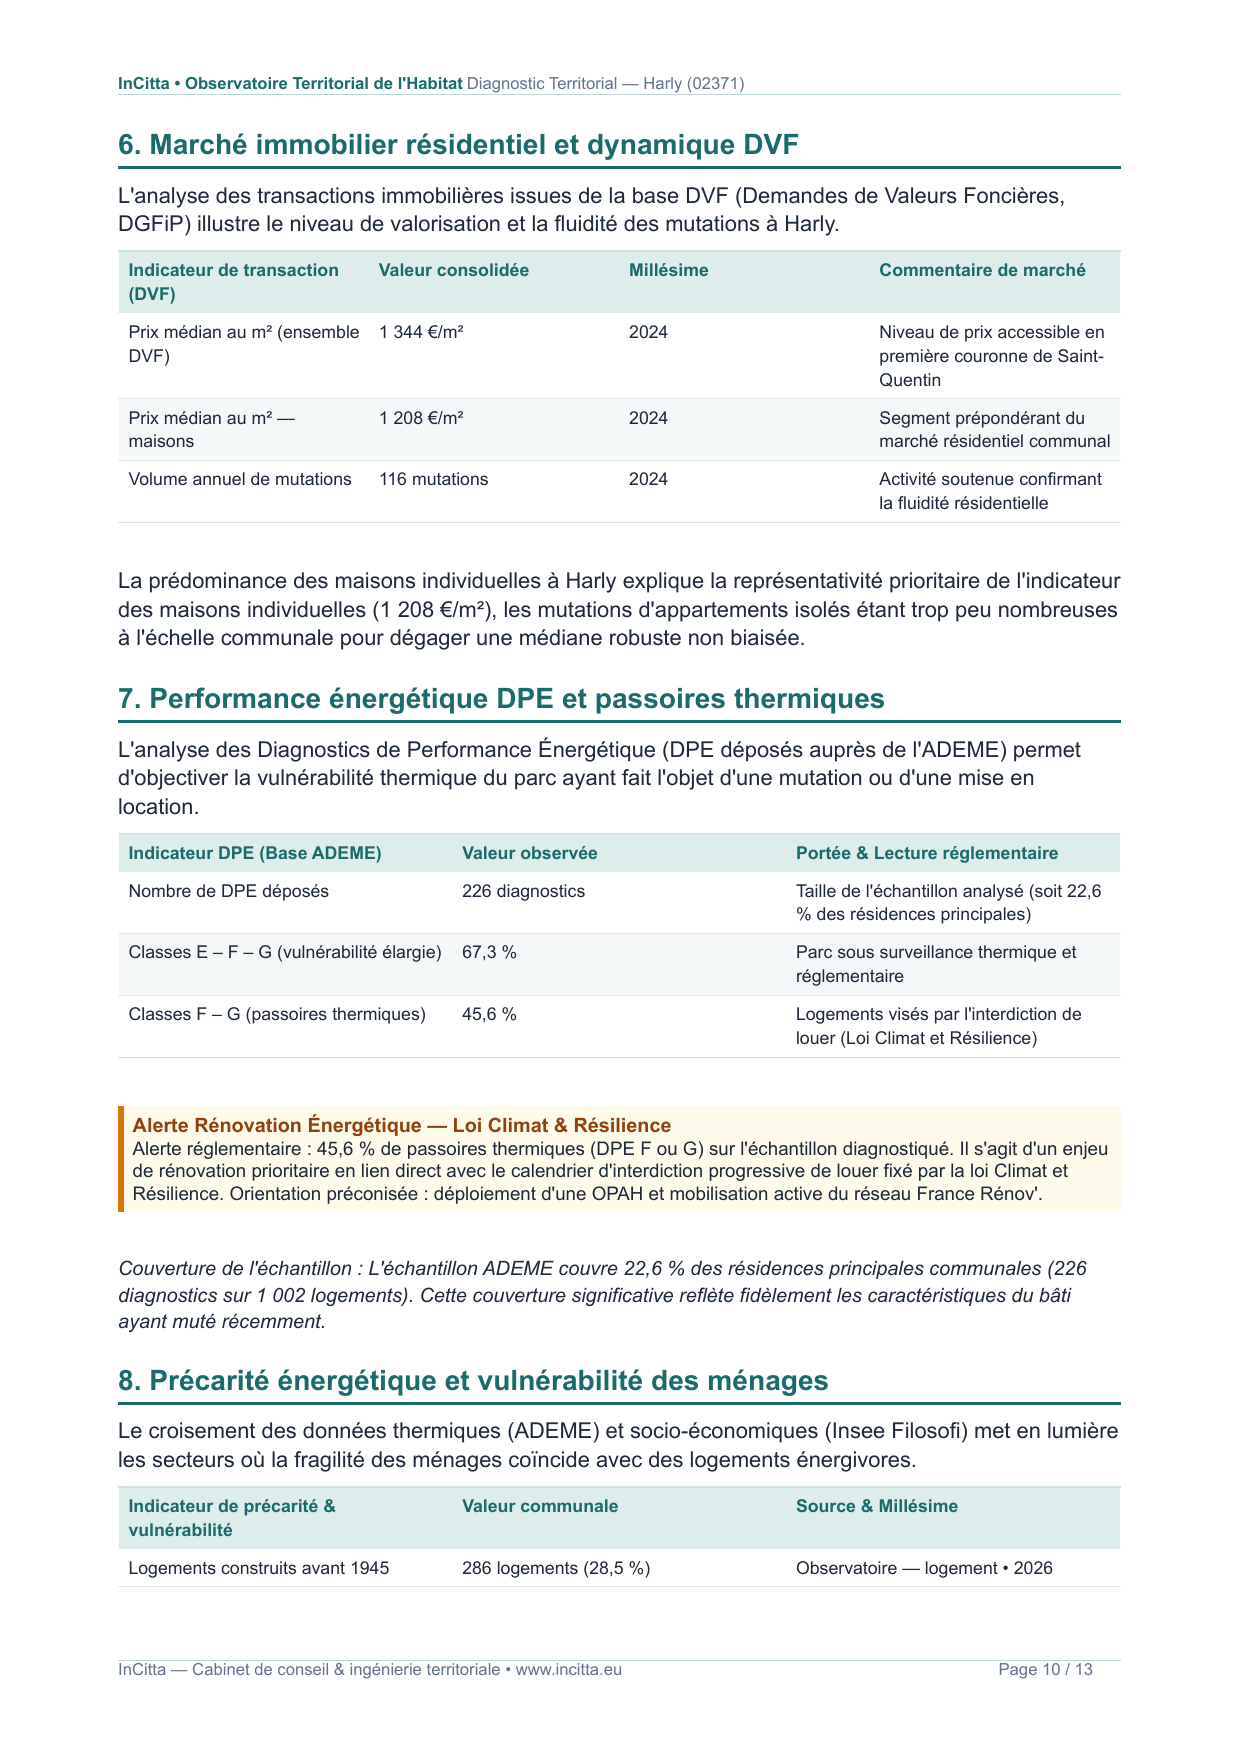 InCitta • Observatoire Territorial de l'Habitat Diagnostic Territorial — Harly (02371)
6. Marché immobilier résidentiel et dynamique DVF
L'analyse des transactions immobilières issues de la base DVF (Demandes de Valeurs Foncières,
DGFiP) illustre le niveau de valorisation et la fluidité des mutations à Harly.
Indicateur de transaction (DVF) Valeur consolidée Millésime Commentaire de marché
Prix médian au m² (ensemble DVF) 1 344 €/m² 2024 Niveau de prix accessible en première couronne de Saint-Quentin
Prix médian au m² — maisons 1 208 €/m² 2024 Segment prépondérant du marché résidentiel communal
Volume annuel de mutations 116 mutations 2024 Activité soutenue confirmant la fluidité résidentielle
La prédominance des maisons individuelles à Harly explique la représentativité prioritaire de l'indicateur
des maisons individuelles (1 208 €/m²), les mutations d'appartements isolés étant trop peu nombreuses
à l'échelle communale pour dégager une médiane robuste non biaisée.
7. Performance énergétique DPE et passoires thermiques
L'analyse des Diagnostics de Performance Énergétique (DPE déposés auprès de l'ADEME) permet
d'objectiver la vulnérabilité thermique du parc ayant fait l'objet d'une mutation ou d'une mise en
location.
Indicateur DPE (Base ADEME) Valeur observée Portée & Lecture réglementaire
Nombre de DPE déposés 226 diagnostics Taille de l'échantillon analysé (soit 22,6 % des résidences principales)
Classes E – F – G (vulnérabilité élargie) 67,3 % Parc sous surveillance thermique et réglementaire
Classes F – G (passoires thermiques) 45,6 % Logements visés par l'interdiction de louer (Loi Climat et Résilience)
Alerte Rénovation Énergétique — Loi Climat & Résilience
Alerte réglementaire : 45,6 % de passoires thermiques (DPE F ou G) sur l'échantillon diagnostiqué. Il s'agit d'un enjeu
de rénovation prioritaire en lien direct avec le calendrier d'interdiction progressive de louer fixé par la loi Climat et
Résilience. Orientation préconisée : déploiement d'une OPAH et mobilisation active du réseau France Rénov'.
Couverture de l'échantillon : L'échantillon ADEME couvre 22,6 % des résidences principales communales (226
diagnostics sur 1 002 logements). Cette couverture significative reflète fidèlement les caractéristiques du bâti
ayant muté récemment.
8. Précarité énergétique et vulnérabilité des ménages
Le croisement des données thermiques (ADEME) et socio-économiques (Insee Filosofi) met en lumière
les secteurs où la fragilité des ménages coïncide avec des logements énergivores.
Indicateur de précarité & vulnérabilité Valeur communale Source & Millésime
Logements construits avant 1945 286 logements (28,5 %) Observatoire — logement • 2026
InCitta — Cabinet de conseil & ingénierie territoriale • www.incitta.eu Page 10 / 13